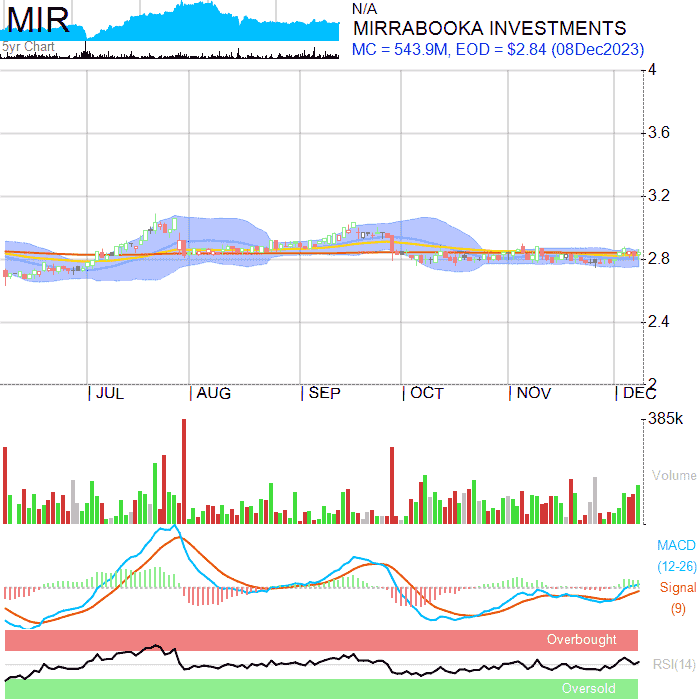 MIR
5yr Chart
N/A
MIRRABOOKA INVESTMENTS
MC = 543.9M, EOD = $2.84 (08Dec2023)
4
3.6
3.2
2.8
2.4
2
JUL AUG SEP OCT NOV DEC
385k
Volume
MACD
(12-26)
Signal
(9)
Overbought
RSI(14)
Oversold